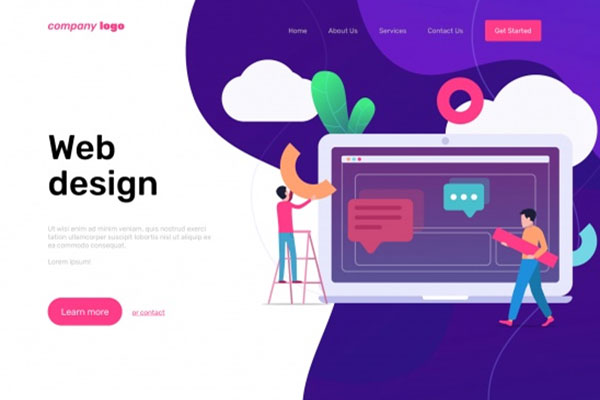 company logo
Home About Us Services Contact Us Get Started
Web
design
Ut wisi enim ad minim veniam, quis nostrud exerci
tation ullamcorper suscipit lobortis nisl ut aliquip ex
ea commodo consequat.
Lorem ipsum!
Learn more or contact